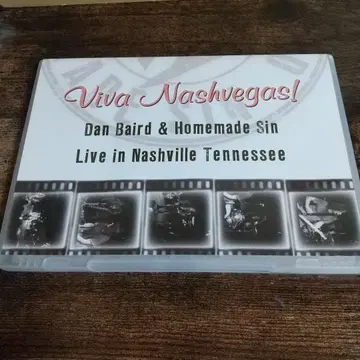 Viva Nashvegas!
Dan Baird & Homemade Sin
Live in Nashville Tennessee